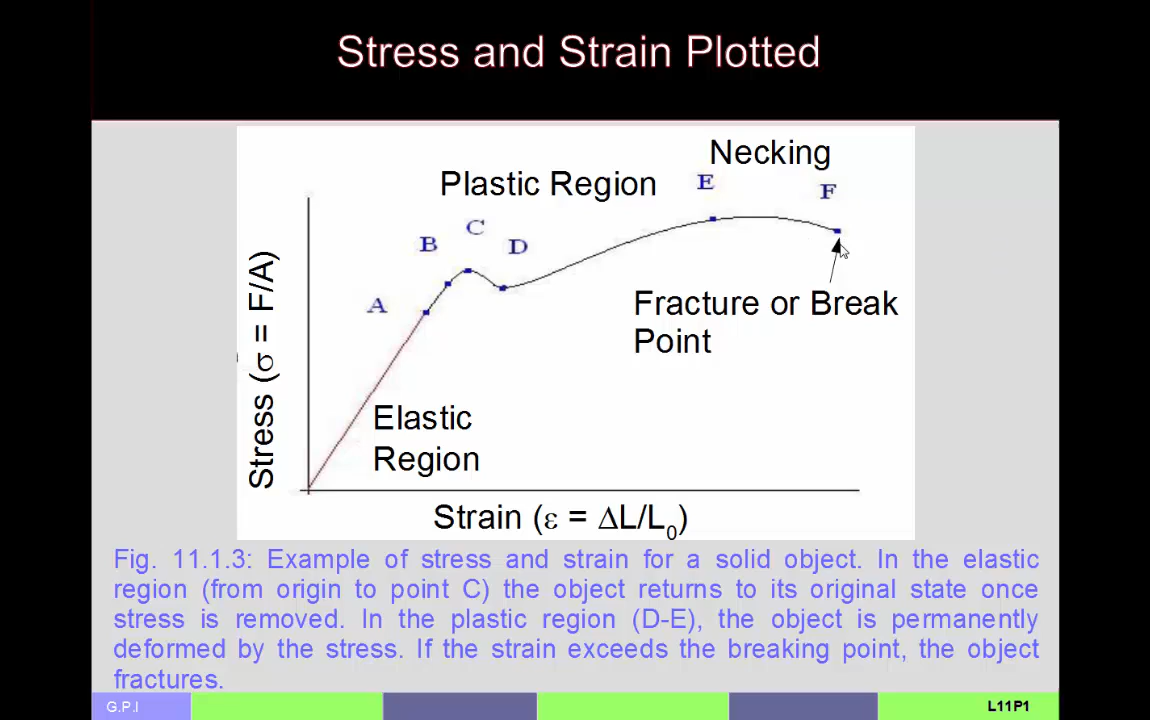 Stress and Strain Plotted
Necking
Plastic Region
E
F
C
B
D
A
Stress (σ = F/A)
Fracture or Break
Point
Elastic
Region
Strain (ε = ΔL/L₀)
Fig. 11.1.3: Example of stress and strain for a solid object. In the elastic
region (from origin to point C) the object returns to its original state once
stress is removed. In the plastic region (D-E), the object is permanently
deformed by the stress. If the strain exceeds the breaking point, the object
fractures.
G.P.I
L11P1